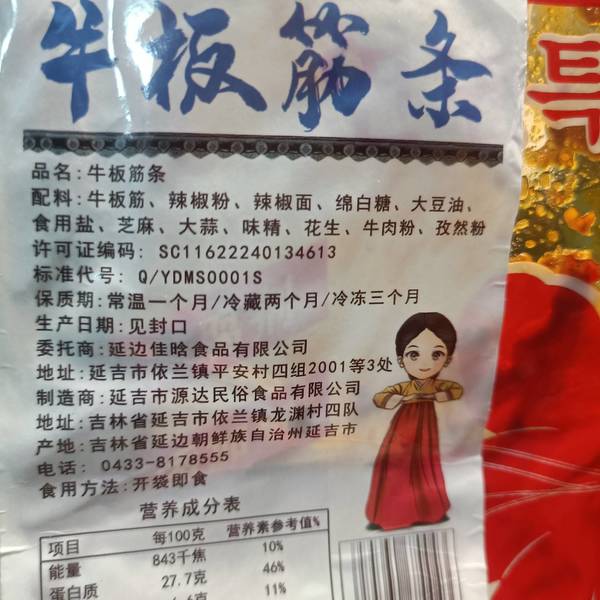 牛板筋条
品名:牛板筋条
配料:牛板筋、辣椒粉、辣椒面、绵白糖、大豆油、
食用盐、芝麻、大蒜、味精、花生、牛肉粉、孜然粉
许可证编码: SC11622240134613
标准代号: Q/YDMS0001S
保质期:常温一个月/冷藏两个月/冷冻三个月
生产日期:见封口
委托商:延边佳晗食品有限公司
地址:延吉市依兰镇平安村四组2001等3处
制造商:延吉市源达民俗食品有限公司
地址:吉林省延吉市依兰镇龙渊村四队
产地:吉林省延边朝鲜族自治州延吉市
电话: 0433-8178555
食用方法:开袋即食
营养成分表
项目 每100克 营养素参考值%
能量 843千焦 10%
蛋白质 27.7克 46%
11%